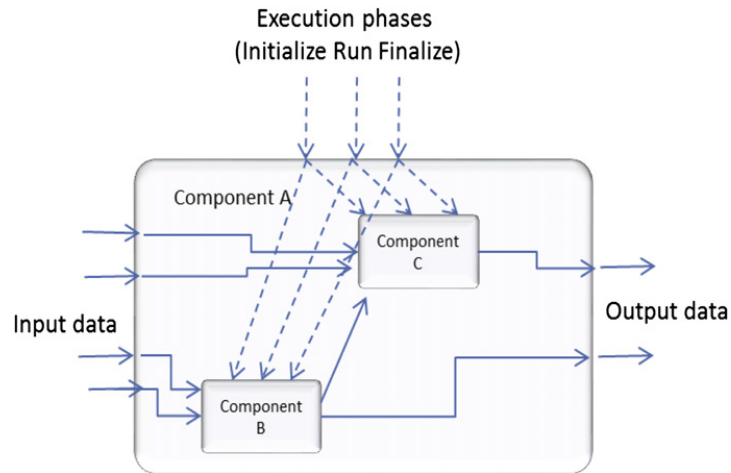 Execution phases
(Initialize Run Finalize)
Component A
Component
C
Input data
Output data
Component
B